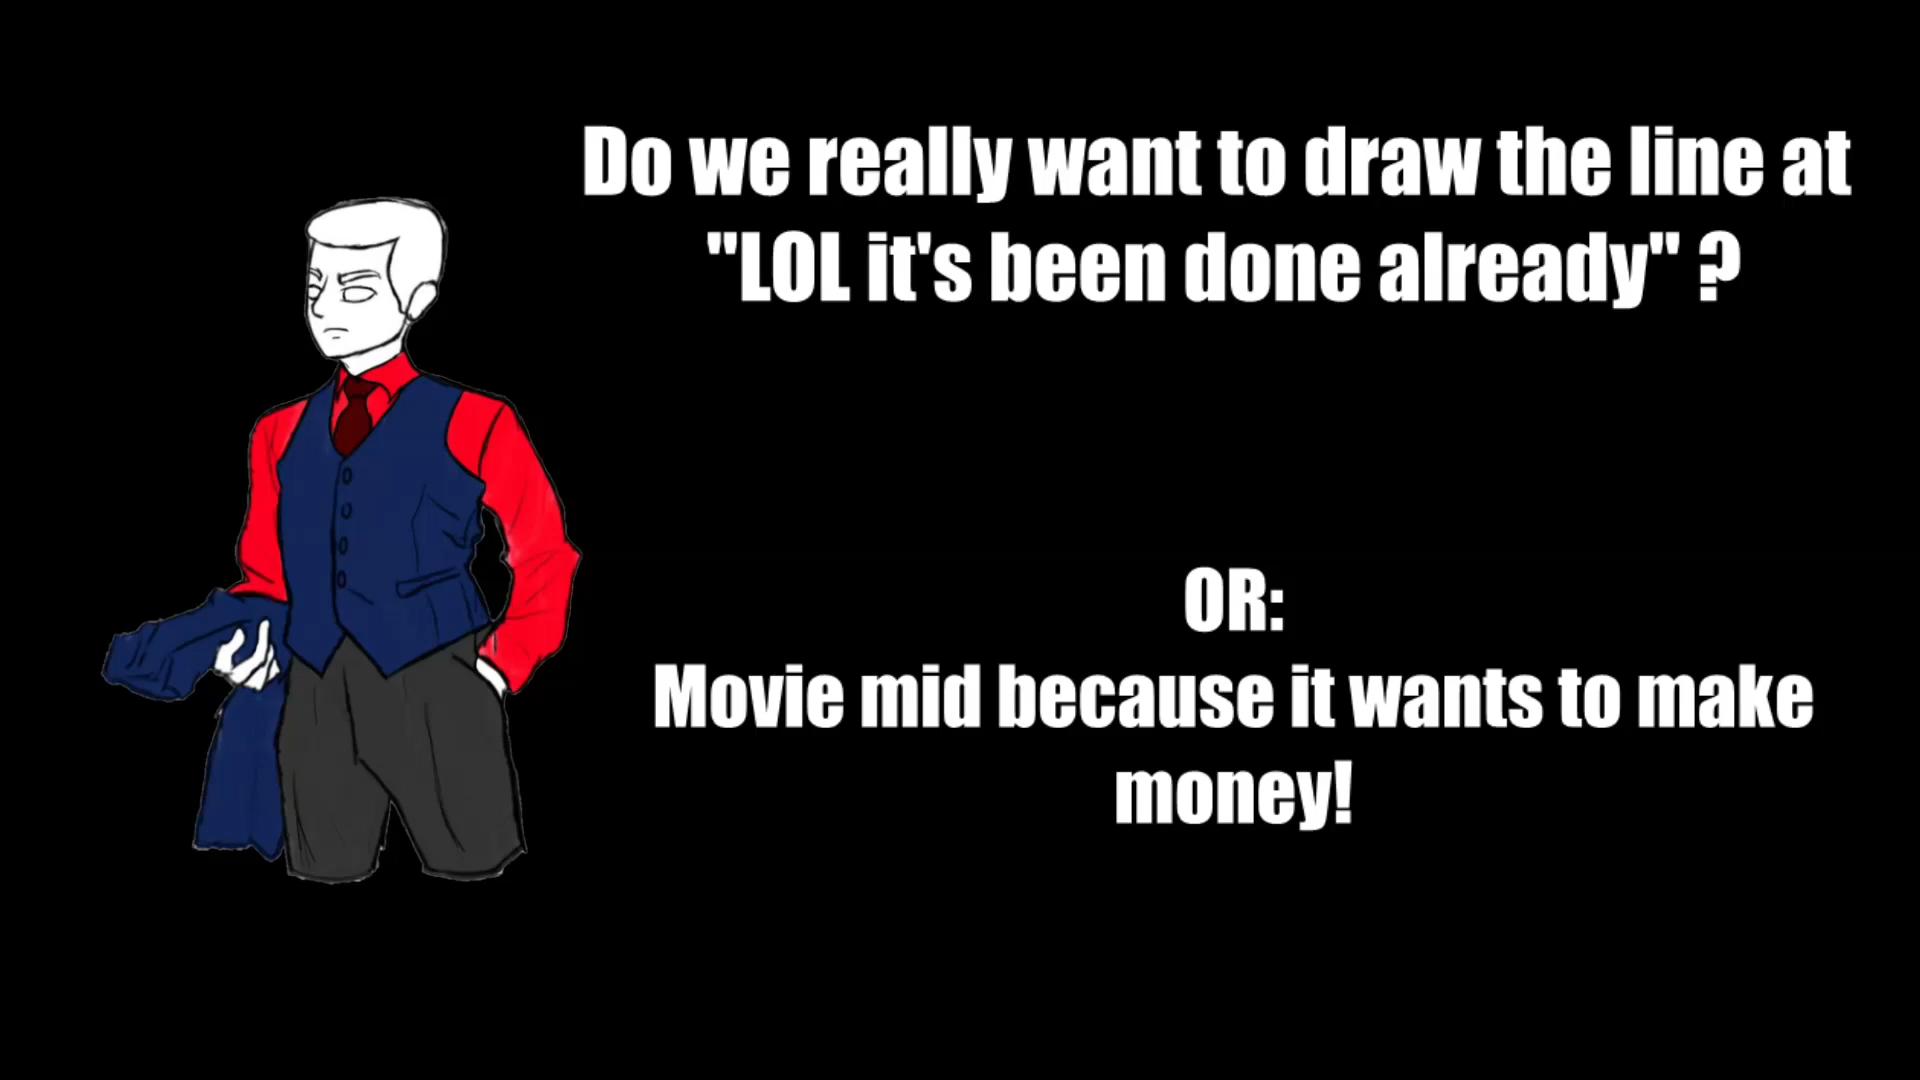 Do we really want to draw the line at
"LOL it's been done already" ?
OR:
Movie mid because it wants to make
money!